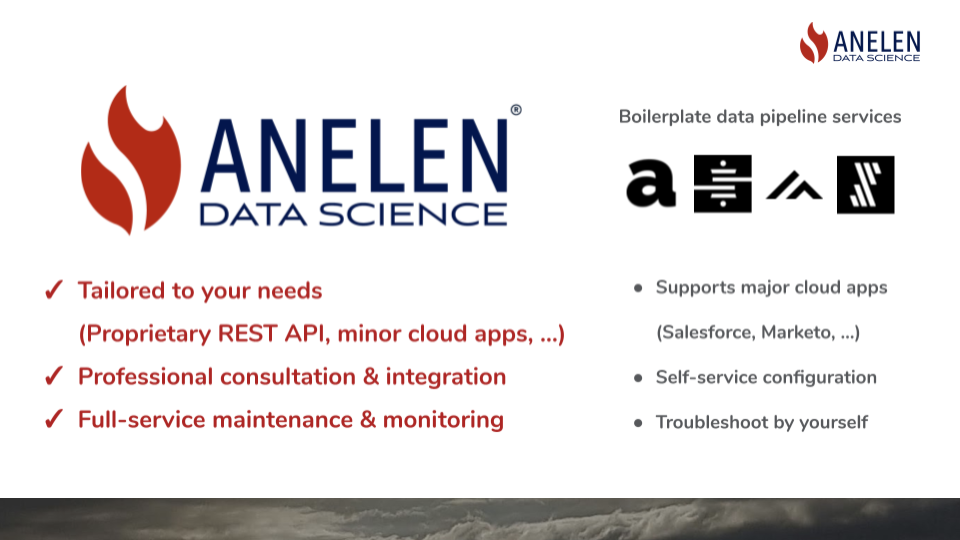 ANELEN
DATA SCIENCE
ANELEN®
DATA SCIENCE
✓ Tailored to your needs
(Proprietary REST API, minor cloud apps, ...)
✓ Professional consultation & integration
✓ Full-service maintenance & monitoring
Boilerplate data pipeline services
a
● Supports major cloud apps
(Salesforce, Marketo, ...)
● Self-service configuration
● Troubleshoot by yourself